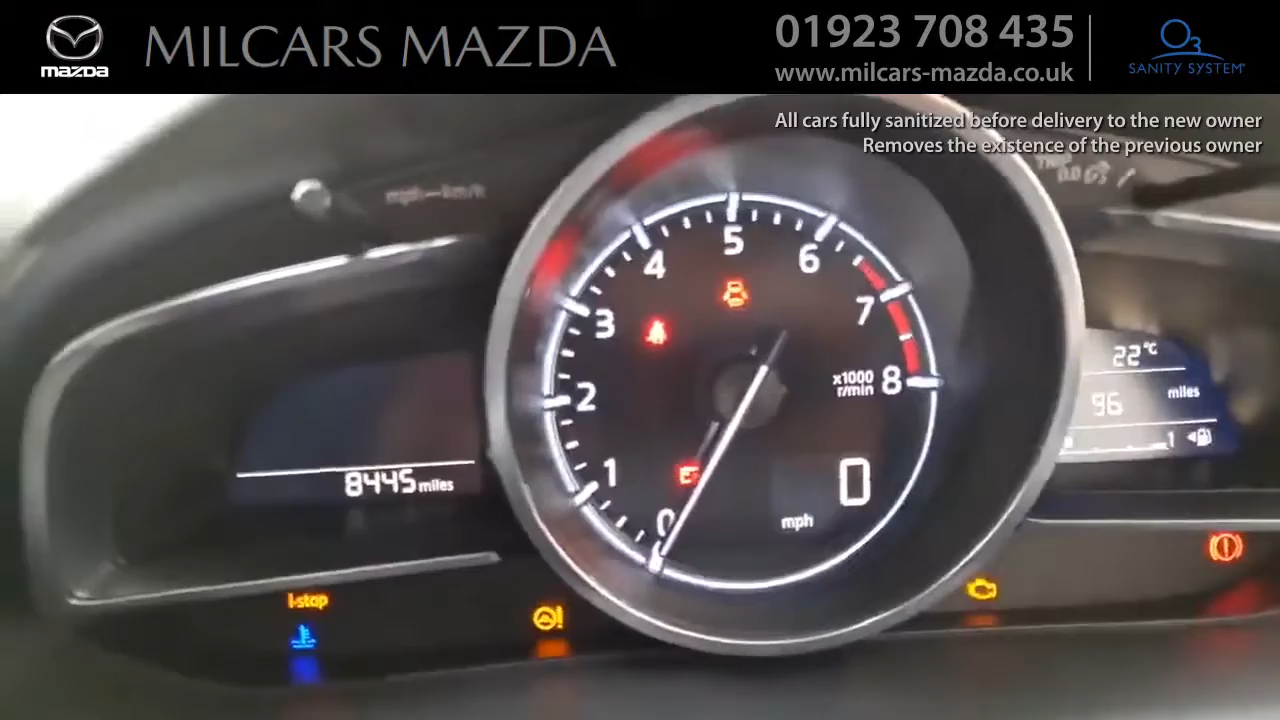 mazda
MILCARS MAZDA
01923 708 435
www.milcars-mazda.co.uk
O3
SANITY SYSTEM
All cars fully sanitized before delivery to the new owner
Removes the existence of the previous owner
mph—km/h
0 1 2 3 4 5 6 7 8
x1000
r/min
0
mph
8445 miles
22°C
96 miles
1
i-stop